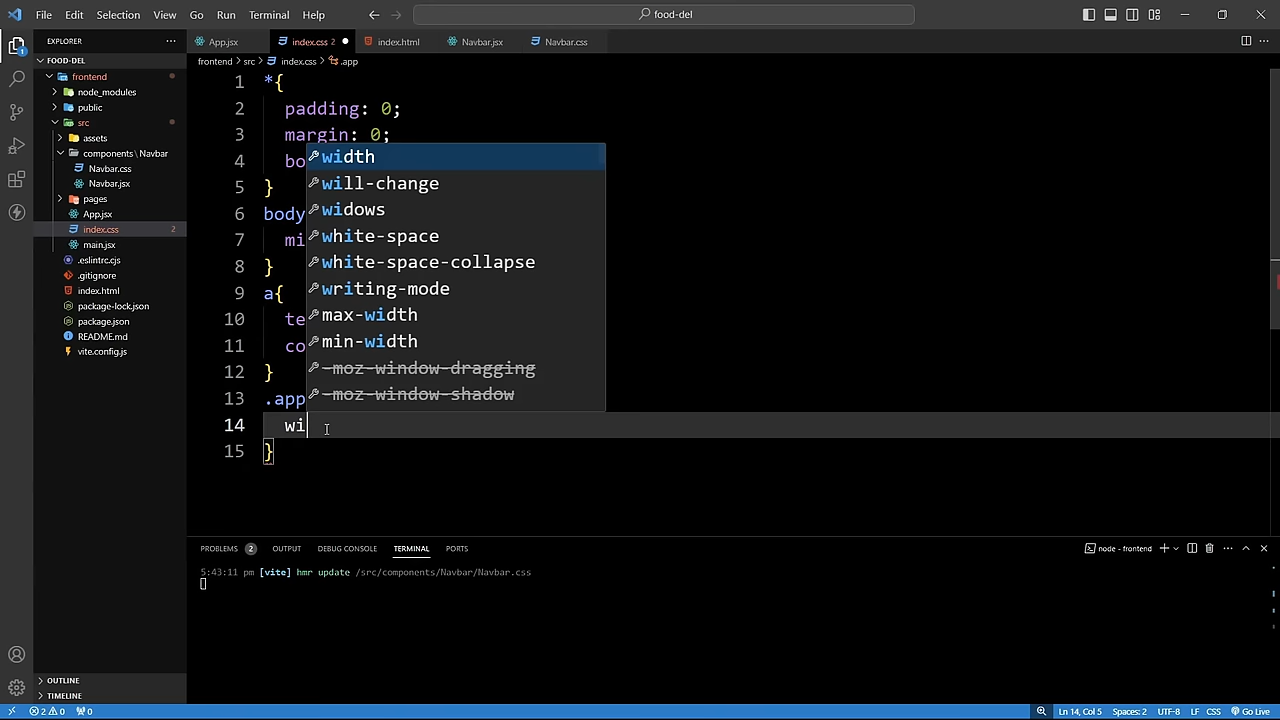 File Edit Selection View Go Run Terminal Help
food-del
EXPLORER
FOOD-DEL
frontend
node_modules
public
src
assets
components\Navbar
Navbar.css
Navbar.jsx
pages
App.jsx
index.css 2
main.jsx
.eslintrc.cjs
.gitignore
index.html
package-lock.json
package.json
README.md
vite.config.js
OUTLINE
TIMELINE
App.jsx index.css 2 index.html Navbar.jsx Navbar.css
frontend > src > index.css > .app
1 *{
2 padding: 0;
3 margin: 0;
4 bo
5 }
6 body
7 mi
8 }
9 a{
10 te
11 co
12 }
13 .app
14 wi
15 }
width
will-change
widows
white-space
white-space-collapse
writing-mode
max-width
min-width
-moz-window-dragging
-moz-window-shadow
PROBLEMS 2 OUTPUT DEBUG CONSOLE TERMINAL PORTS
node - frontend
5:43:11 pm [vite] hmr update /src/components/Navbar/Navbar.css
2 0 0 Ln 14, Col 5 Spaces: 2 UTF-8 LF CSS Go Live